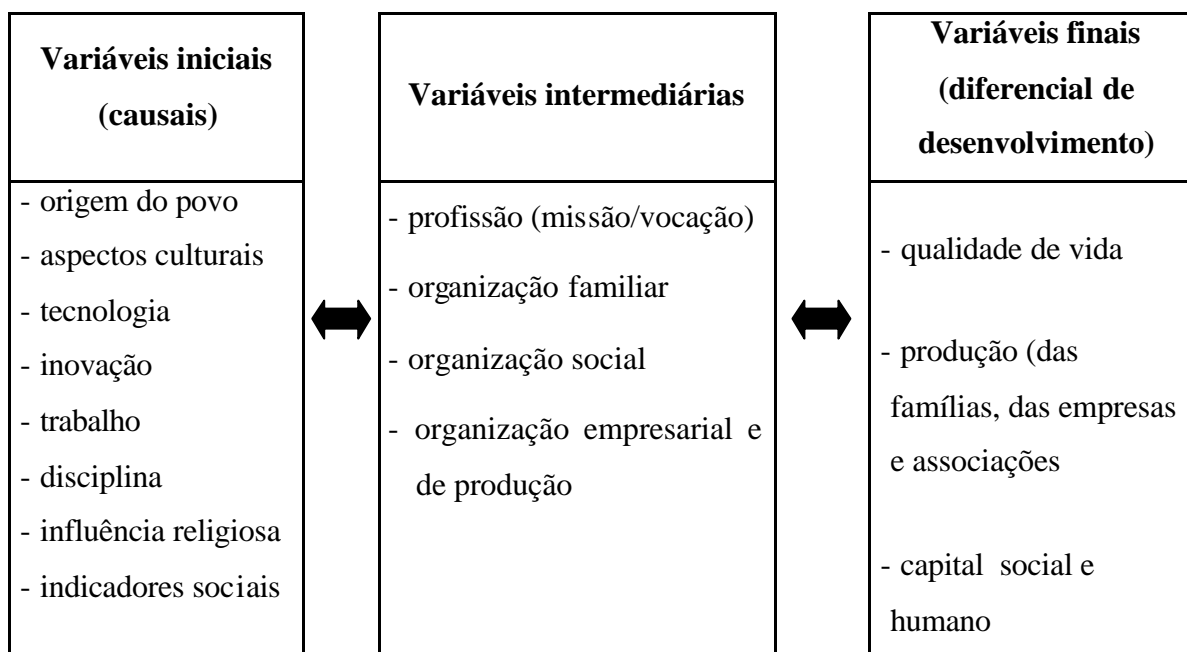 Variáveis iniciais
(causais)
- origem do povo
- aspectos culturais
- tecnologia
- inovação
- trabalho
- disciplina
- influência religiosa
- indicadores sociais
Variáveis intermediárias
- profissão (missão/vocação)
- organização familiar
- organização social
- organização empresarial e
de produção
Variáveis finais
(diferencial de
desenvolvimento)
- qualidade de vida
- produção (das
famílias, das empresas
e associações
- capital social e
humano